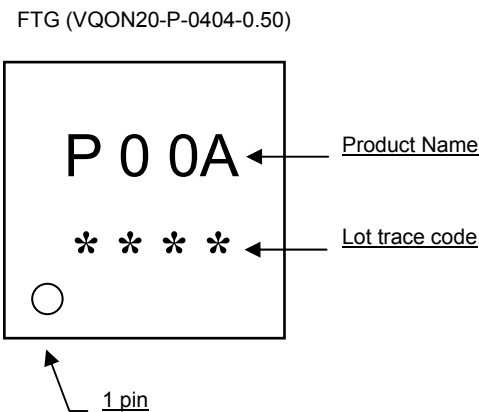 FTG (VQON20-P-0404-0.50)
P 0 0A
Product Name
* * * *
Lot trace code
1 pin